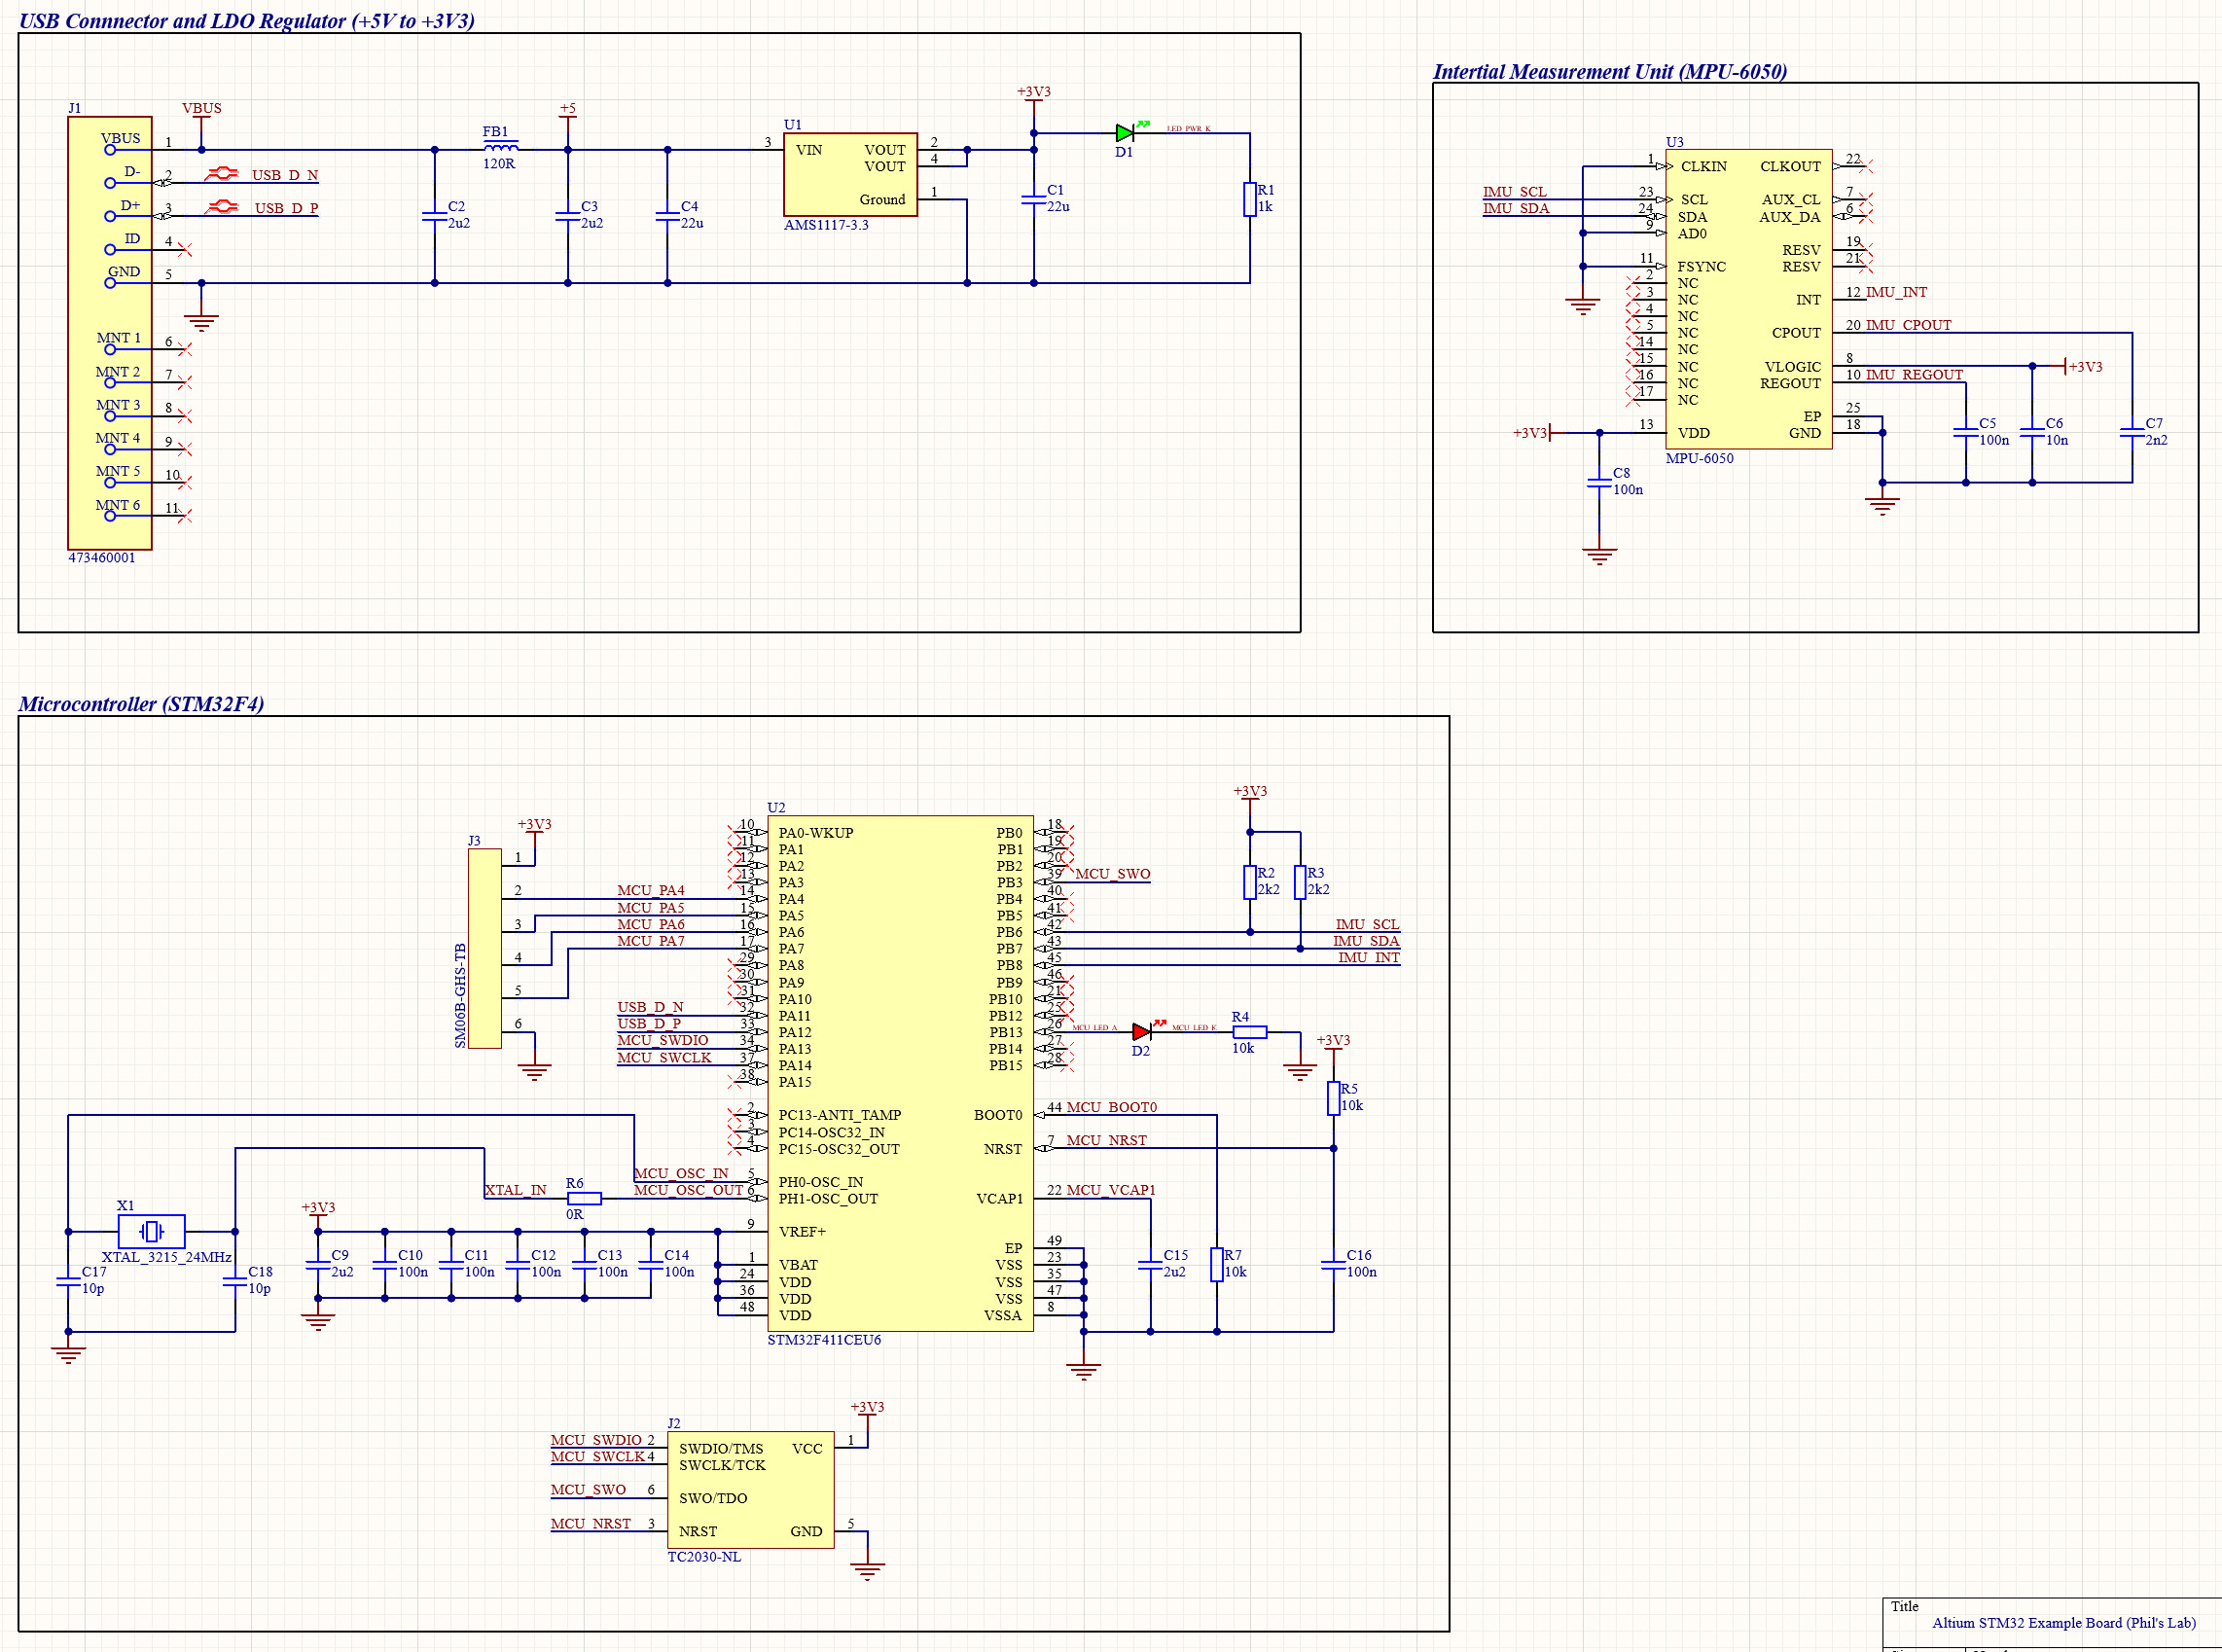 USB Connnector and LDO Regulator (+5V to +3V3)
J1
VBUS
VBUS 1
D- 2 USB_D_N
D+ 3 USB_D_P
ID 4
GND 5
MNT 1 6
MNT 2 7
MNT 3 8
MNT 4 9
MNT 5 10
MNT 6 11
473460001
FB1
120R
+5
C2
2u2
C3
2u2
C4
22u
U1
3 VIN VOUT 2
VOUT 4
Ground 1
AMS1117-3.3
+3V3
C1
22u
D1
LED_PWR_K
R1
1k
Intertial Measurement Unit (MPU-6050)
U3
1 CLKIN CLKOUT 22
IMU_SCL 23 SCL AUX_CL 7
IMU_SDA 24 SDA AUX_DA 6
9 AD0
RESV 19
11 FSYNC RESV 21
2 NC
3 NC INT 12 IMU_INT
4 NC
5 NC CPOUT 20 IMU_CPOUT
14 NC
15 NC VLOGIC 8 +3V3
16 NC REGOUT 10 IMU_REGOUT
17 NC
EP 25
+3V3 13 VDD GND 18
MPU-6050
C5
100n
C6
10n
C7
2n2
C8
100n
Microcontroller (STM32F4)
J3
+3V3
1
2
3
4
5
6
SM06B-GHS-TB
U2
10 PA0-WKUP PB0 18
11 PA1 PB1 19
12 PA2 PB2 20
13 PA3 PB3 39 MCU_SWO
MCU_PA4 14 PA4 PB4 40
MCU_PA5 15 PA5 PB5 41
MCU_PA6 16 PA6 PB6 42 IMU_SCL
MCU_PA7 17 PA7 PB7 43 IMU_SDA
29 PA8 PB8 45 IMU_INT
30 PA9 PB9 46
31 PA10 PB10 21
USB_D_N 32 PA11 PB12 25
USB_D_P 33 PA12 PB13 26 MCU_LED_A MCU_LED_K
MCU_SWDIO 34 PA13 PB14 27
MCU_SWCLK 37 PA14 PB15 28
38 PA15
2 PC13-ANTI_TAMP BOOT0 44 MCU_BOOT0
3 PC14-OSC32_IN
4 PC15-OSC32_OUT NRST 7 MCU_NRST
MCU_OSC_IN 5 PH0-OSC_IN
MCU_OSC_OUT 6 PH1-OSC_OUT VCAP1 22 MCU_VCAP1
9 VREF+
EP 49
1 VBAT VSS 23
24 VDD VSS 35
36 VDD VSS 47
48 VDD VSSA 8
STM32F411CEU6
+3V3
R2
2k2
R3
2k2
D2
R4
10k
+3V3
R5
10k
XTAL_IN
R6
0R
X1
XTAL_3215_24MHz
C17
10p
C18
10p
+3V3
C9
2u2
C10
100n
C11
100n
C12
100n
C13
100n
C14
100n
C15
2u2
R7
10k
C16
100n
J2
+3V3
MCU_SWDIO 2 SWDIO/TMS VCC 1
MCU_SWCLK 4 SWCLK/TCK
MCU_SWO 6 SWO/TDO
MCU_NRST 3 NRST GND 5
TC2030-NL
Title
Altium STM32 Example Board (Phil's Lab)